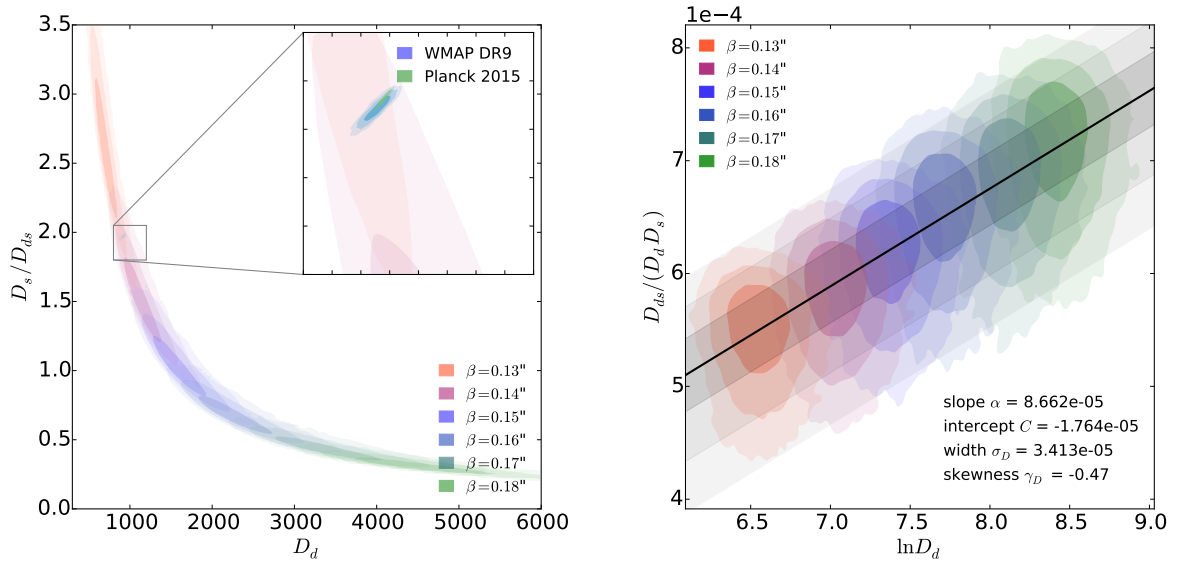 3.5
3.0
2.5
2.0
1.5
1.0
0.5
0.0
D_s/D_ds
WMAP DR9
Planck 2015
β=0.13"
β=0.14"
β=0.15"
β=0.16"
β=0.17"
β=0.18"
1000 2000 3000 4000 5000 6000
D_d
1e−4
8
7
6
5
4
D_ds/(D_d D_s)
β=0.13"
β=0.14"
β=0.15"
β=0.16"
β=0.17"
β=0.18"
slope α = 8.662e-05
intercept C = -1.764e-05
width σ_D = 3.413e-05
skewness γ_D = -0.47
6.5 7.0 7.5 8.0 8.5 9.0
lnD_d